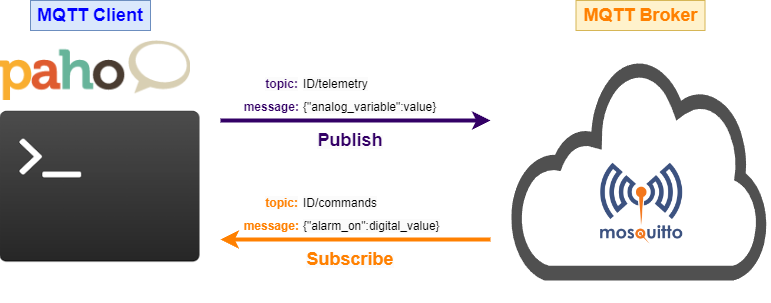 MQTT Client
MQTT Broker
paho
topic: ID/telemetry
message: {"analog_variable":value}
Publish
>_
topic: ID/commands
message: {"alarm_on":digital_value}
Subscribe
mosquitto